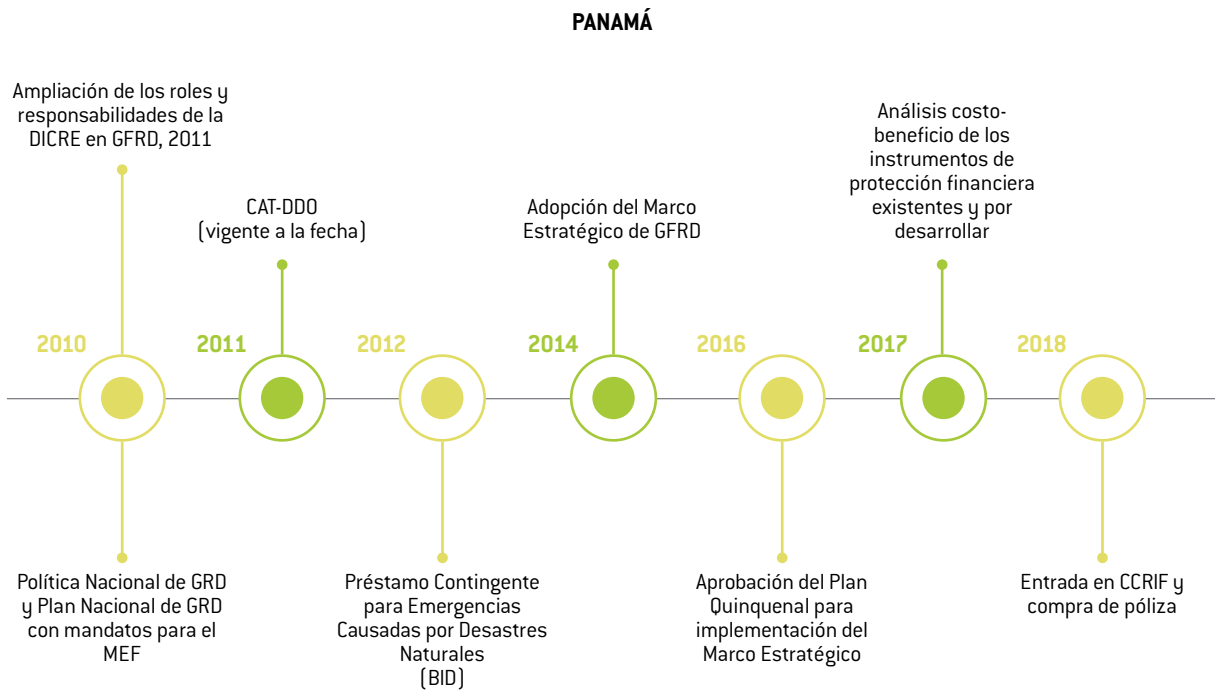 PANAMÁ
Ampliación de los roles y
responsabilidades de la
DICRE en GFRD, 2011
CAT-DDO
(vigente a la fecha)
Adopción del Marco
Estratégico de GFRD
Análisis costo-
beneficio de los
instrumentos de
protección financiera
existentes y por
desarrollar
2010
2011
2012
2014
2016
2017
2018
Política Nacional de GRD
y Plan Nacional de GRD
con mandatos para el
MEF
Préstamo Contingente
para Emergencias
Causadas por Desastres
Naturales
(BID)
Aprobación del Plan
Quinquenal para
implementación del
Marco Estratégico
Entrada en CCRIF y
compra de póliza